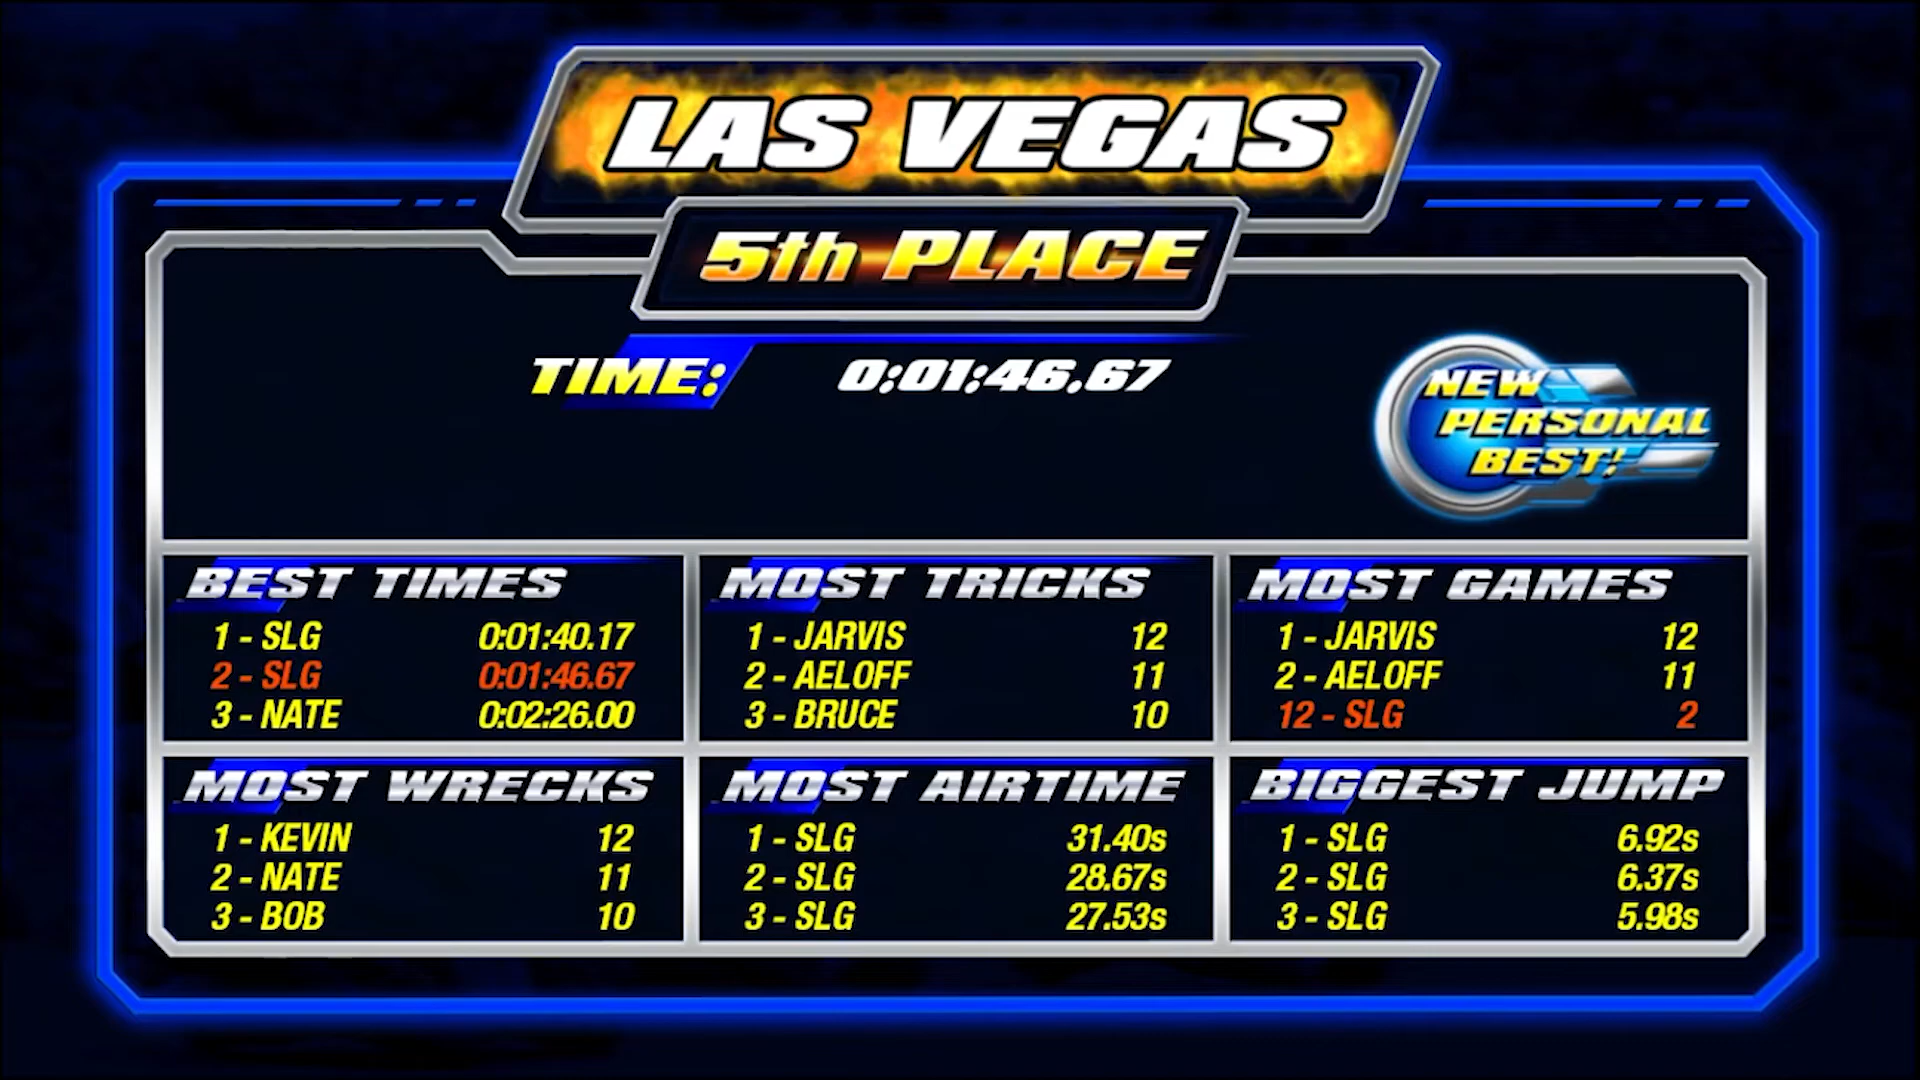 LAS VEGAS
5th PLACE
TIME: 0:01:46.67
NEW
PERSONAL
BEST!
BEST TIMES
1 - SLG 0:01:40.17
2 - SLG 0:01:46.67
3 - NATE 0:02:26.00
MOST TRICKS
1 - JARVIS 12
2 - AELOFF 11
3 - BRUCE 10
MOST GAMES
1 - JARVIS 12
2 - AELOFF 11
12 - SLG 2
MOST WRECKS
1 - KEVIN 12
2 - NATE 11
3 - BOB 10
MOST AIRTIME
1 - SLG 31.40s
2 - SLG 28.67s
3 - SLG 27.53s
BIGGEST JUMP
1 - SLG 6.92s
2 - SLG 6.37s
3 - SLG 5.98s